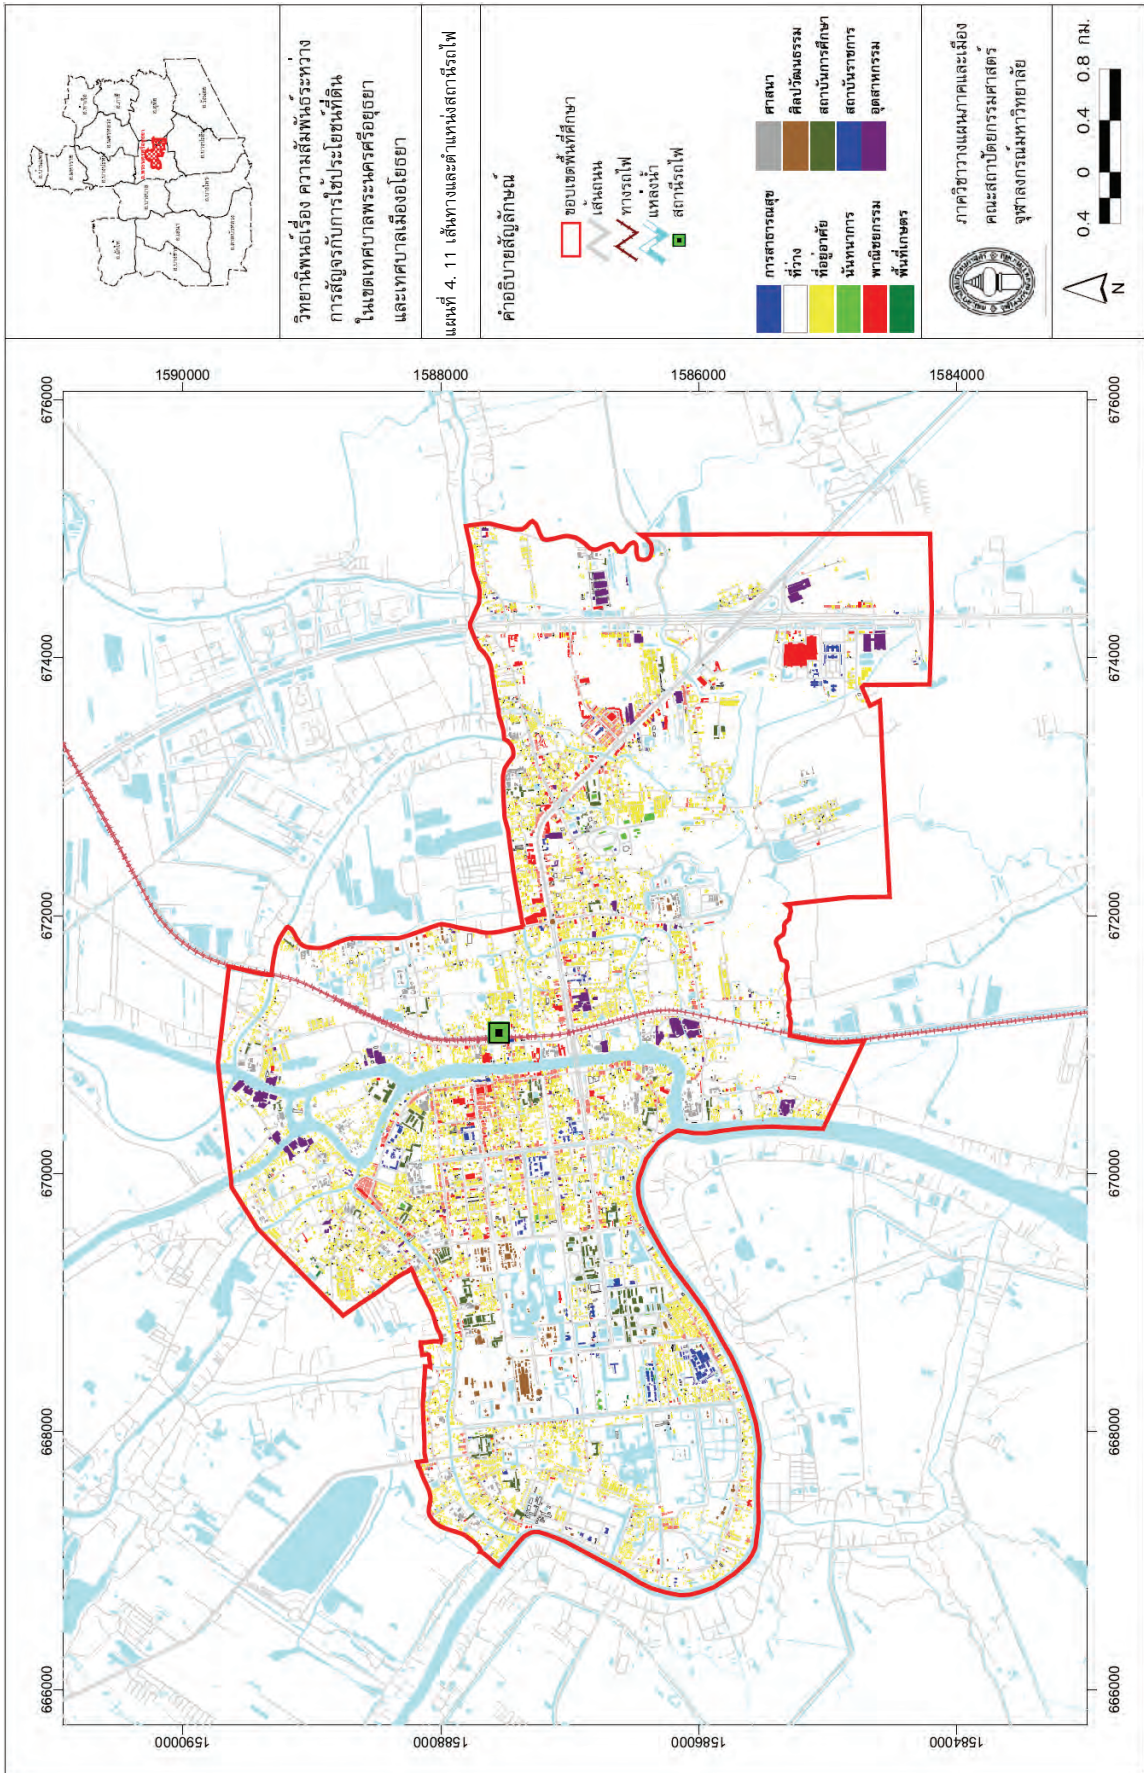 วิทยานิพนธ์เรื่อง ความสัมพันธ์ระหว่าง
การสัญจรกับการใช้ประโยชน์ที่ดิน
ในเขตเทศบาลพระนครศรีอยุธยา
และเทศบาลเมืองอโยธยา
แผนที่ 4. 11 เส้นทางและตำแหน่งสถานีรถไฟ
คำอธิบายสัญลักษณ์
ขอบเขตพื้นที่ศึกษา
เส้นถนน
ทางรถไฟ
แหล่งน้ำ
สถานีรถไฟ
การสาธารณสุข
ที่ว่าง
ที่อยู่อาศัย
นันทนาการ
พาณิชยกรรม
พื้นที่เกษตร
ศาสนา
ศิลปวัฒนธรรม
สถาบันการศึกษา
สถาบันราชการ
อุตสาหกรรม
ภาควิชาวางแผนภาคและเมือง
คณะสถาปัตยกรรมศาสตร์
จุฬาลงกรณ์มหาวิทยาลัย
N
0.4 0 0.4 0.8 กม.
666000 668000 670000 672000 674000 676000
1590000
1588000
1586000
1584000
1590000
1588000
1586000
1584000
666000 668000 670000 672000 674000 676000